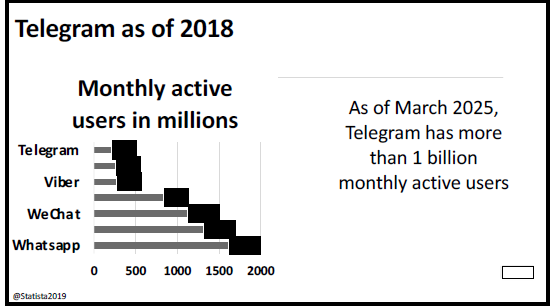 Telegram as of 2018
Monthly active
users in millions
Telegram
Viber
WeChat
Whatsapp
0 500 1000 1500 2000
As of March 2025,
Telegram has more
than 1 billion
monthly active users
@Statista2019